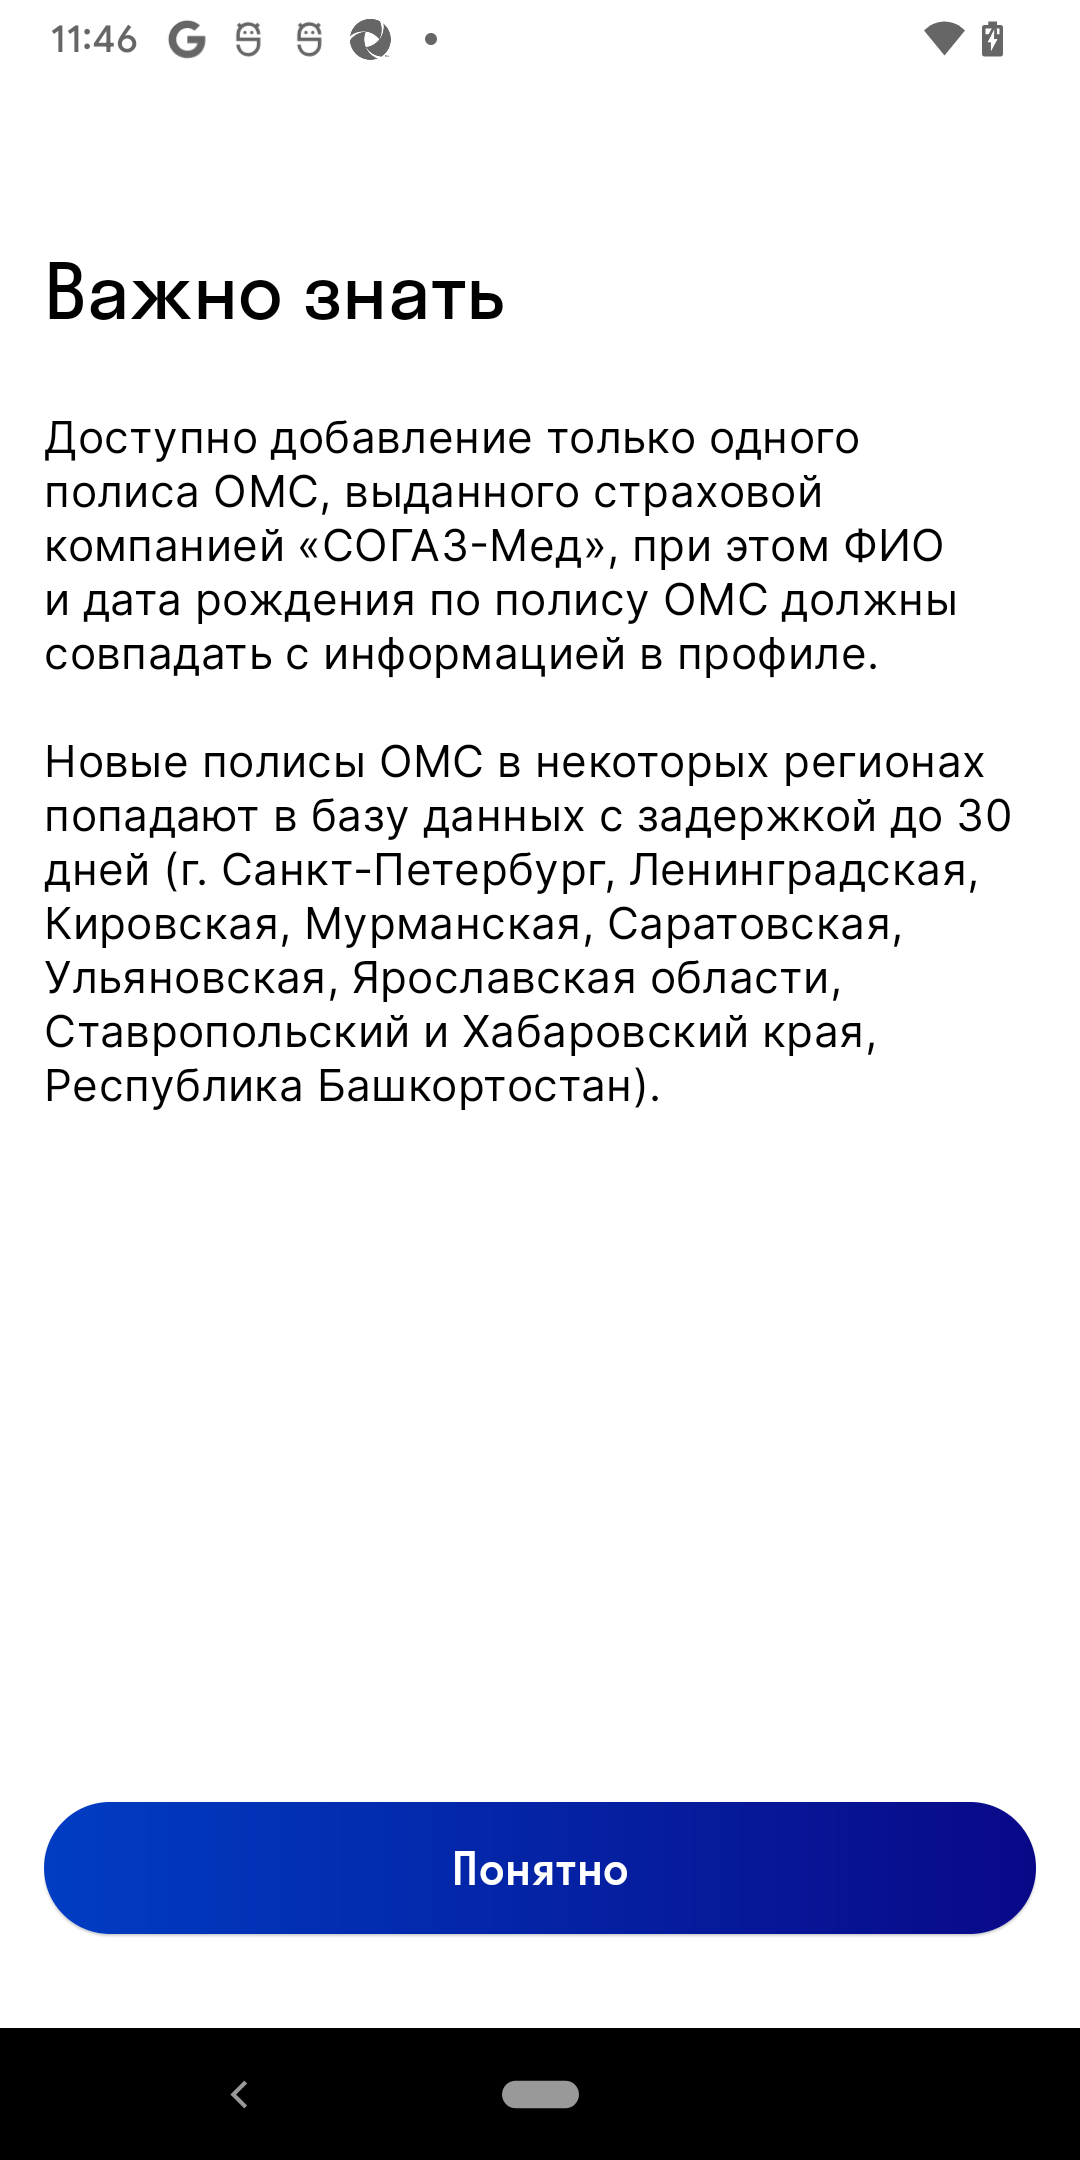 11:46
Важно знать
Доступно добавление только одного
полиса ОМС, выданного страховой
компанией «СОГАЗ-Мед», при этом ФИО
и дата рождения по полису ОМС должны
совпадать с информацией в профиле.
Новые полисы ОМС в некоторых регионах
попадают в базу данных с задержкой до 30
дней (г. Санкт-Петербург, Ленинградская,
Кировская, Мурманская, Саратовская,
Ульяновская, Ярославская области,
Ставропольский и Хабаровский края,
Республика Башкортостан).
Понятно